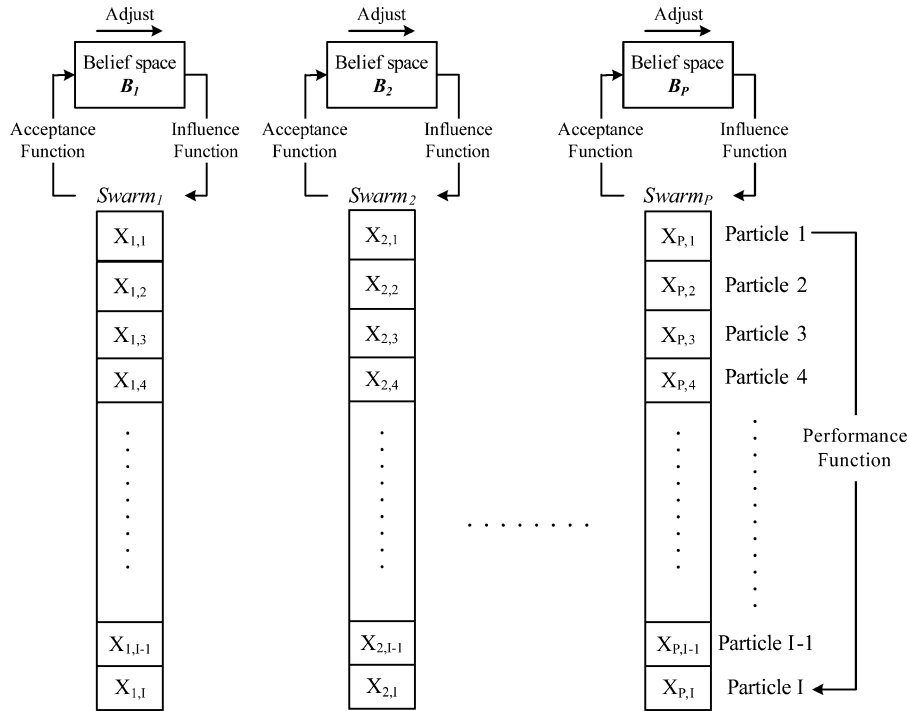 Adjust Adjust Adjust
Belief space Belief space Belief space
B1 B2 BP
Acceptance Influence Acceptance Influence Acceptance Influence
Function Function Function Function Function Function
Swarm1 Swarm2 SwarmP
X1,1 X2,1 XP,1 Particle 1
X1,2 X2,2 XP,2 Particle 2
X1,3 X2,3 XP,3 Particle 3
X1,4 X2,4 XP,4 Particle 4
Performance
Function
X1,I-1 X2,I-1 XP,I-1 Particle I-1
X1,I X2,I XP,I Particle I